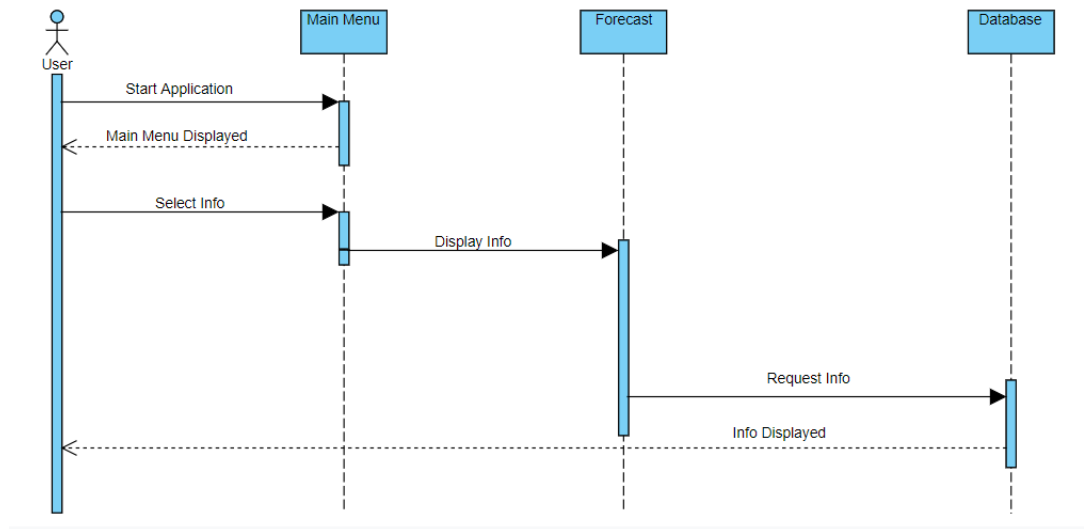 Main Menu
Forecast
Database
User
Start Application
Main Menu Displayed
Select Info
Display Info
Request Info
Info Displayed